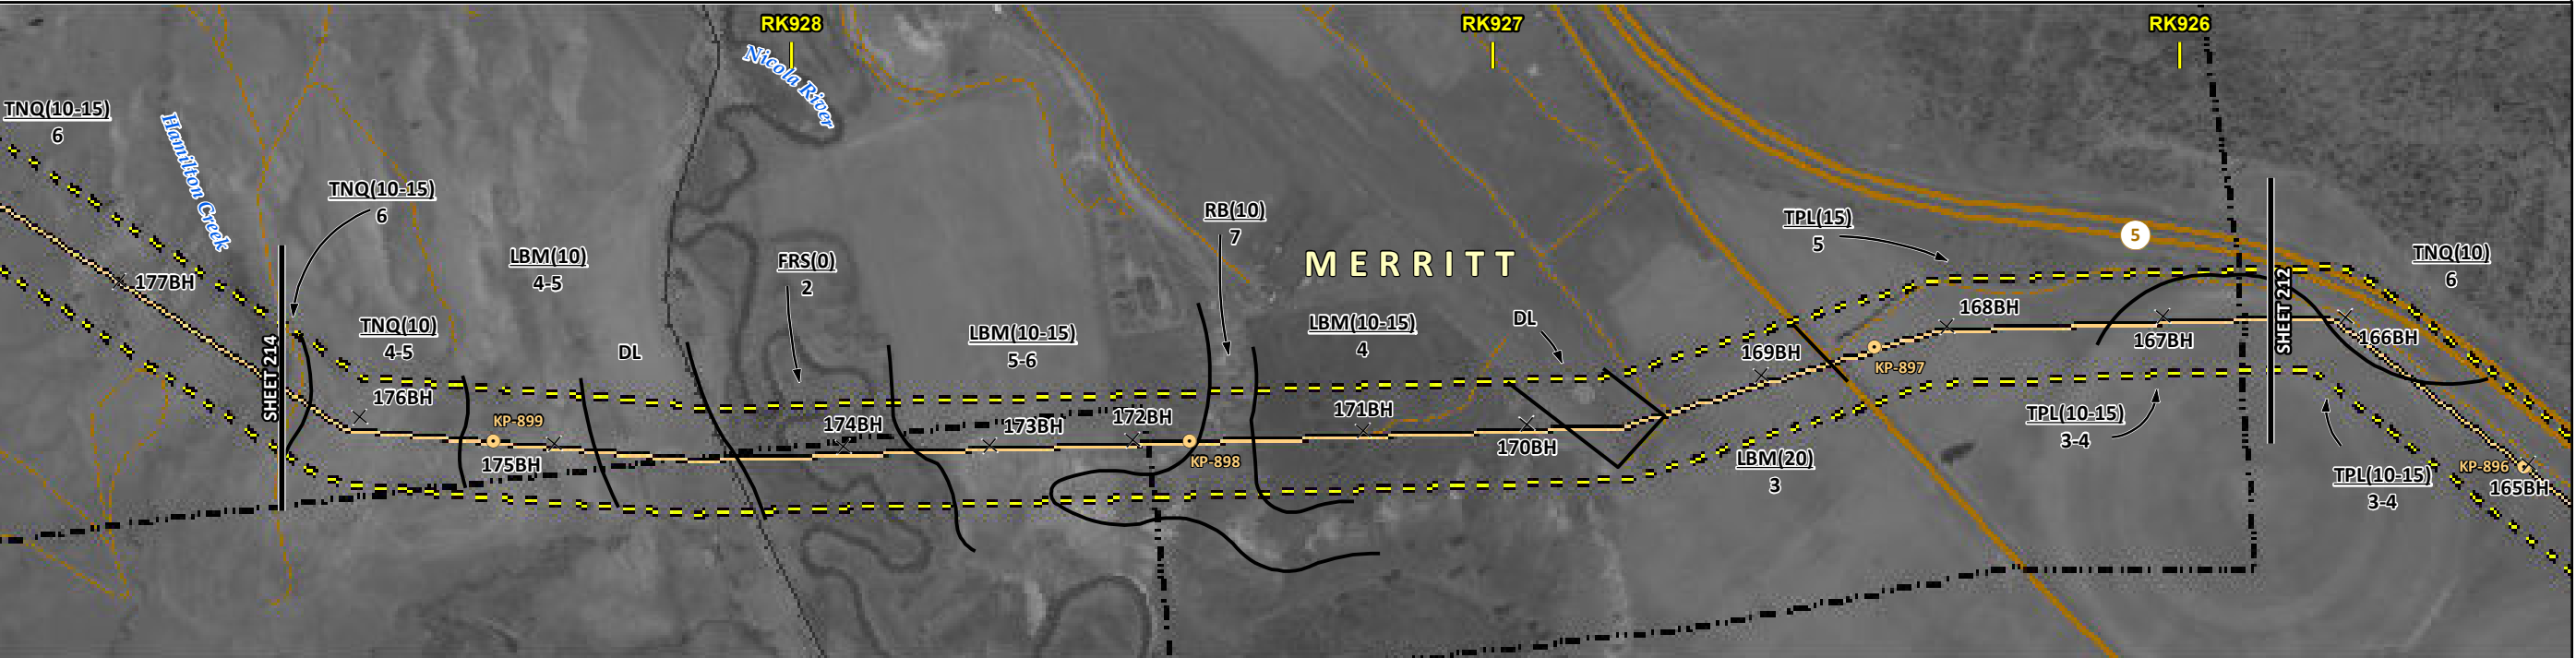 RK928
RK927
RK926
Nicola River
TNQ(10-15)
6
Hamilton Creek
TNQ(10-15)
6
LBM(10)
4-5
FRS(0)
2
RB(10)
7
MERRITT
TPL(15)
5
5
TNQ(10)
6
177BH
SHEET 214
TNQ(10)
4-5
DL
LBM(10-15)
5-6
LBM(10-15)
4
DL
168BH
SHEET 212
176BH
KP-899
175BH
174BH
173BH
172BH
KP-898
171BH
170BH
169BH
KP-897
167BH
166BH
LBM(20)
3
TPL(10-15)
3-4
TPL(10-15)
3-4
KP-896
165BH